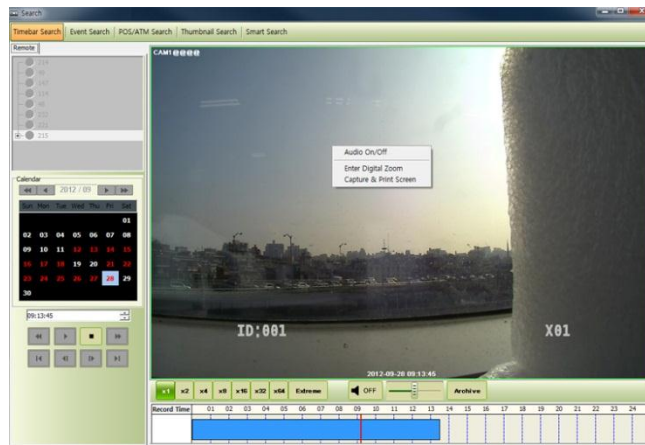 Search
Timebar Search Event Search POS/ATM Search Thumbnail Search Smart Search
Remote
CAM1
215
Audio On/Off
Enter Digital Zoom
Capture & Print Screen
Calendar
2012 / 09
Sun Mon Tue Wed Thu Fri Sat
01
02 03 04 05 06 07 08
09 10 11 12 13 14 15
16 17 18 19 20 21 22
23 24 25 26 27 28 29
30
09:13:45
ID;001 X01
2012-09-28 09:13:45
x1 x2 x4 x8 x16 x32 x64 Extreme OFF Archive
Record Time 01 02 03 04 05 06 07 08 09 10 11 12 13 14 15 16 17 18 19 20 21 22 23 24